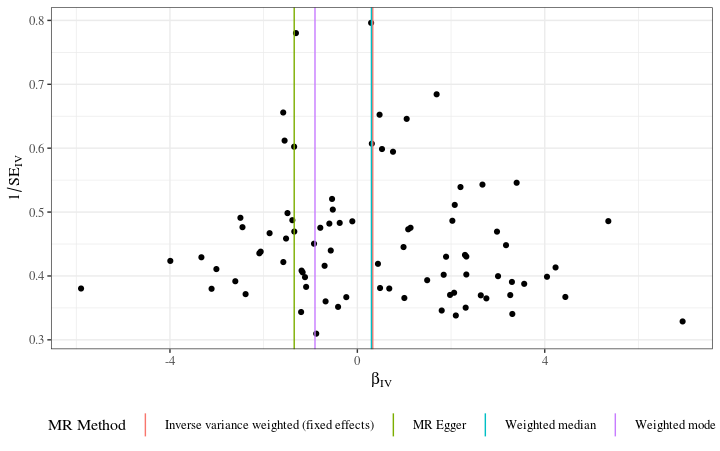 0.8
0.7
0.6
0.5
0.4
0.3
1/SE_IV
-4 0 4
β_IV
MR Method Inverse variance weighted (fixed effects) MR Egger Weighted median Weighted mode